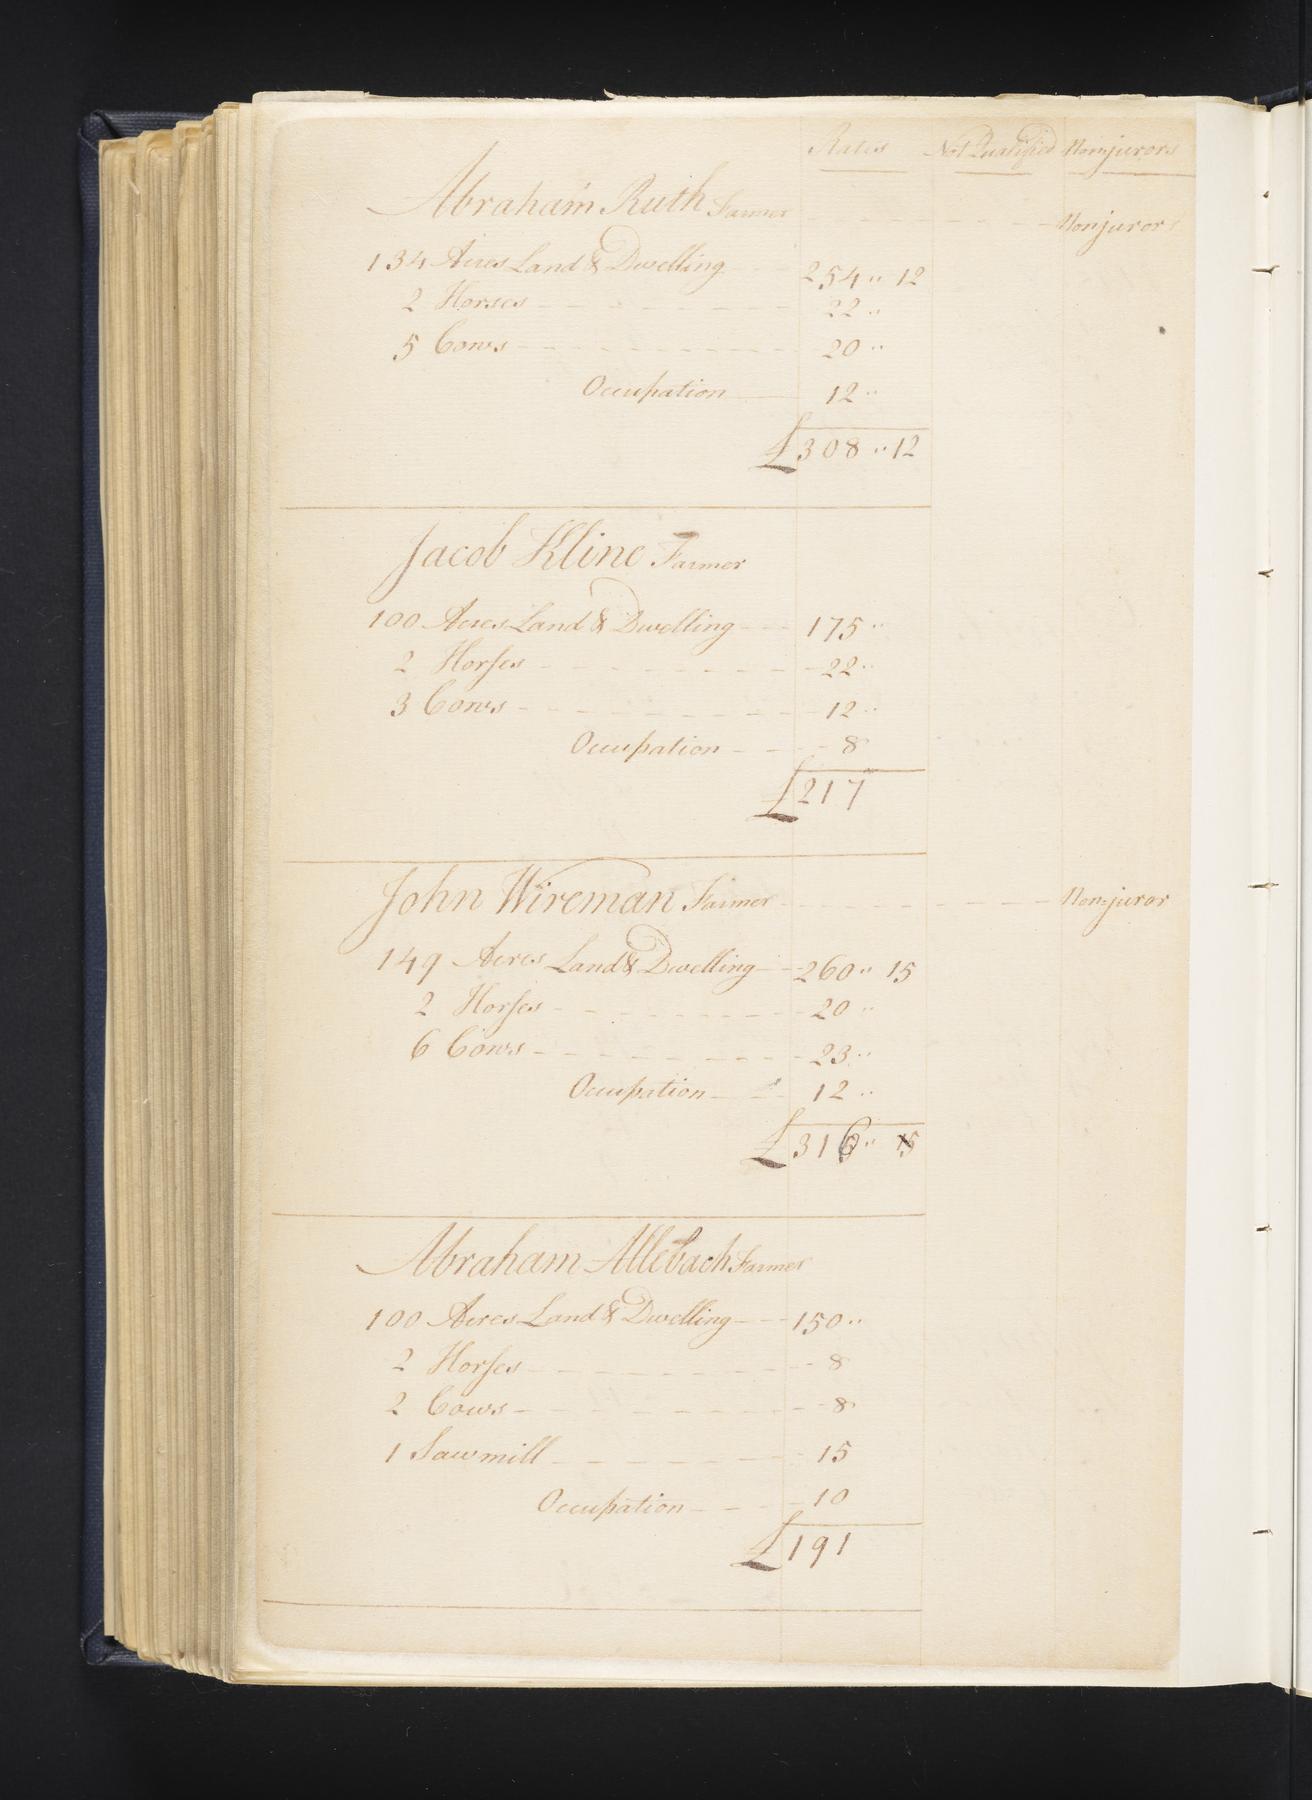 Rates Not Qualified Nonjurors
Abraham Ruth Farmer Nonjuror
134 Acres Land & Dwelling 254 .. 12
2 Horses 22 ..
5 Cows 20 ..
Occupation 12 ..
£308 .. 12
Jacob Kline Farmer
100 Acres Land & Dwelling 175 ..
2 Horses 22 ..
3 Cows 12 ..
Occupation 8
£217
John Wireman Farmer Non=juror
149 Acres Land & Dwelling 260 .. 15
2 Horses 20 ..
6 Cows 23 ..
Occupation 12 ..
£316 .. 15
Abraham Allebach Farmer
100 Acres Land & Dwelling 150 ..
2 Horses 8
2 Cows 8
1 Sawmill 15
Occupation 10
£191